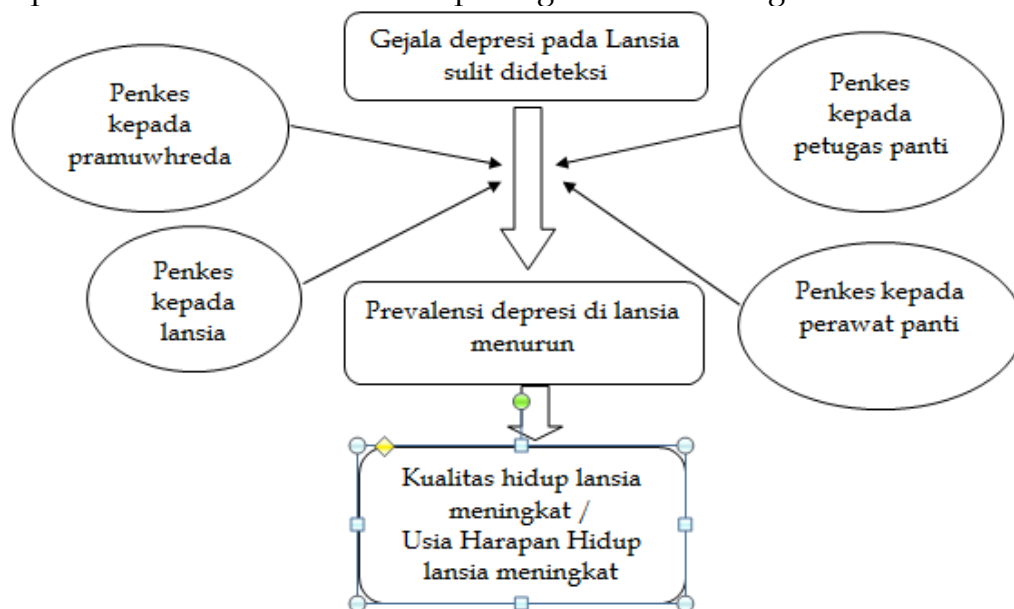 Gejala depresi pada Lansia
sulit dideteksi
Penkes
kepada
pramuwhreda
Penkes
kepada
petugas panti
Penkes
kepada
lansia
Prevalensi depresi di lansia
menurun
Penkes kepada
perawat panti
Kualitas hidup lansia
meningkat /
Usia Harapan Hidup
lansia meningkat